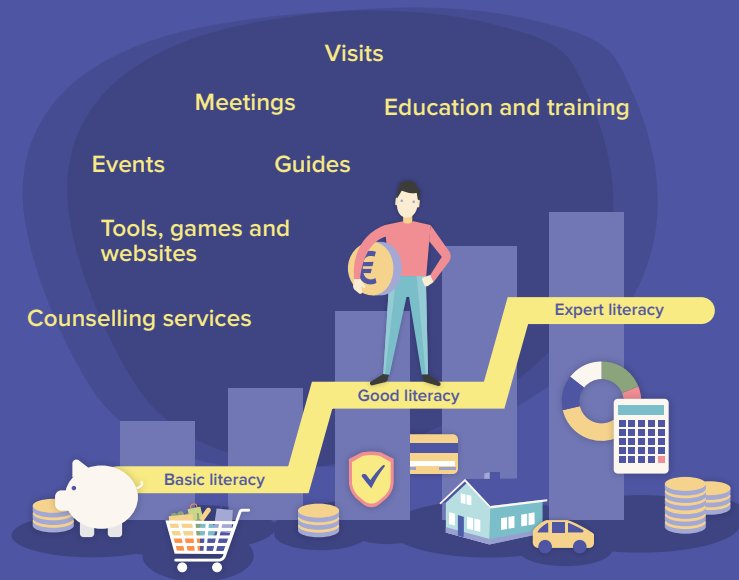 Visits
Meetings
Education and training
Events
Guides
Tools, games and
websites
Counselling services
€
Expert literacy
Good literacy
Basic literacy